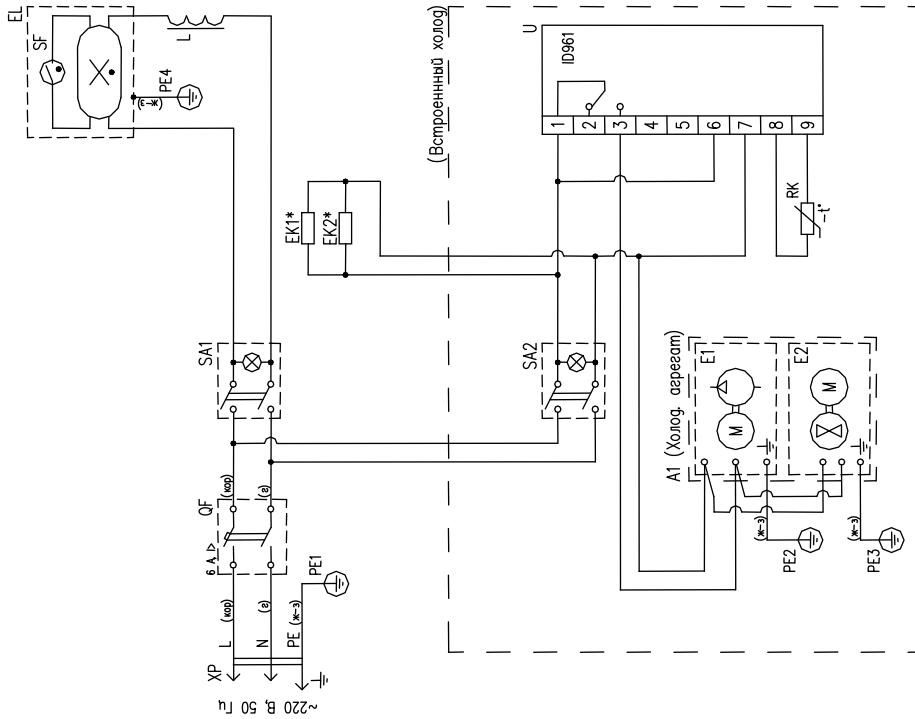 ~220 В, 50 Гц
XP
L
N
PE
(кор)
(г)
(ж-з)
PE1
6 А, I>
QF
(кор)
(г)
SA1
L
EL
SF
PE4
(ж-з)
(Встроеннный холод)
EK1*
EK2*
SA2
U
ID961
1
2
3
4
5
6
7
8
9
RK
-t°
A1 (Холод. агрегат)
E1
M
E2
M
(ж-з)
PE2
(ж-з)
PE3